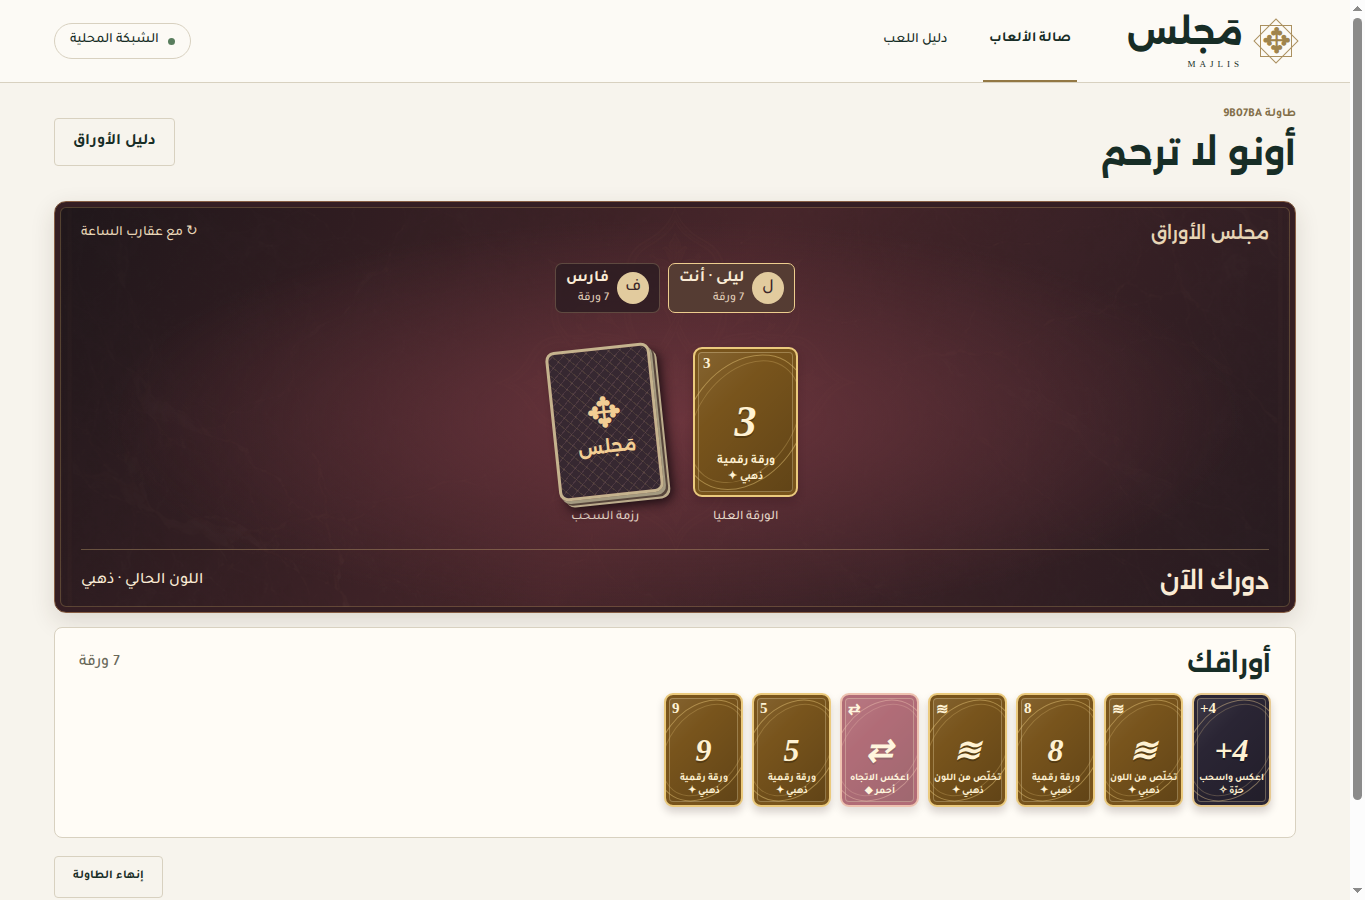 مَجلس
MAJLIS
صالة الألعاب
دليل اللعب
الشبكة المحلية
طاولة 9B07BA
أونو لا ترحم
دليل الأوراق
مجلس الأوراق
↻ مع عقارب الساعة
ل
ليلى · أنت
7 ورقة
ف
فارس
7 ورقة
3
3
ورقة رقمية
ذهبي ✦
الورقة العليا
مَجلس
رزمة السحب
دورك الآن
اللون الحالي · ذهبي
أوراقك
7 ورقة
+4
+4
اعكس واسحب
حرّة ✧
≋
≋
تخلّص من اللون
ذهبي ✦
8
8
ورقة رقمية
ذهبي ✦
≋
≋
تخلّص من اللون
ذهبي ✦
⇄
⇄
اعكس الاتجاه
أحمر ◆
5
5
ورقة رقمية
ذهبي ✦
9
9
ورقة رقمية
ذهبي ✦
إنهاء الطاولة